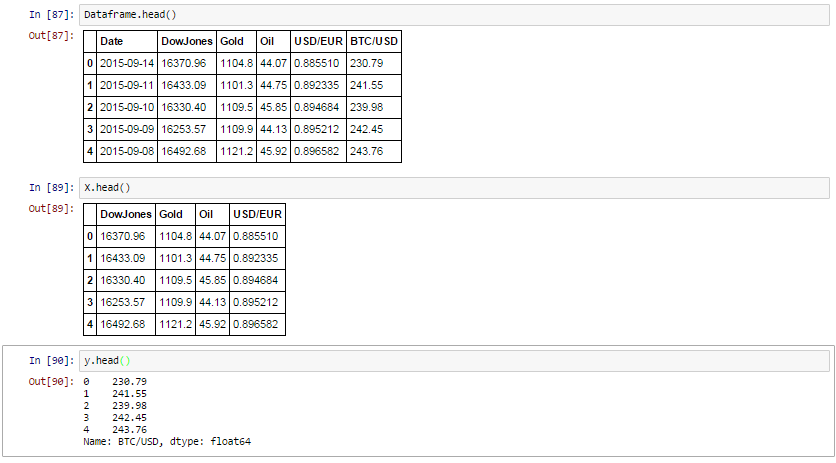 In [87]: Dataframe.head()
Out[87]:
Date DowJones Gold Oil USD/EUR BTC/USD
0 2015-09-14 16370.96 1104.8 44.07 0.885510 230.79
1 2015-09-11 16433.09 1101.3 44.75 0.892335 241.55
2 2015-09-10 16330.40 1109.5 45.85 0.894684 239.98
3 2015-09-09 16253.57 1109.9 44.13 0.895212 242.45
4 2015-09-08 16492.68 1121.2 45.92 0.896582 243.76
In [89]: X.head()
Out[89]:
DowJones Gold Oil USD/EUR
0 16370.96 1104.8 44.07 0.885510
1 16433.09 1101.3 44.75 0.892335
2 16330.40 1109.5 45.85 0.894684
3 16253.57 1109.9 44.13 0.895212
4 16492.68 1121.2 45.92 0.896582
In [90]: y.head()
Out[90]: 0 230.79
1 241.55
2 239.98
3 242.45
4 243.76
Name: BTC/USD, dtype: float64